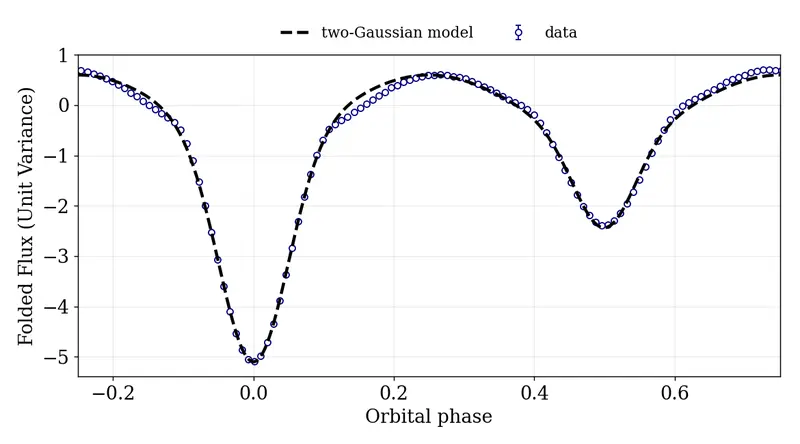 two-Gaussian model data
1
0
−1
−2
−3
−4
−5
Folded Flux (Unit Variance)
−0.2 0.0 0.2 0.4 0.6
Orbital phase